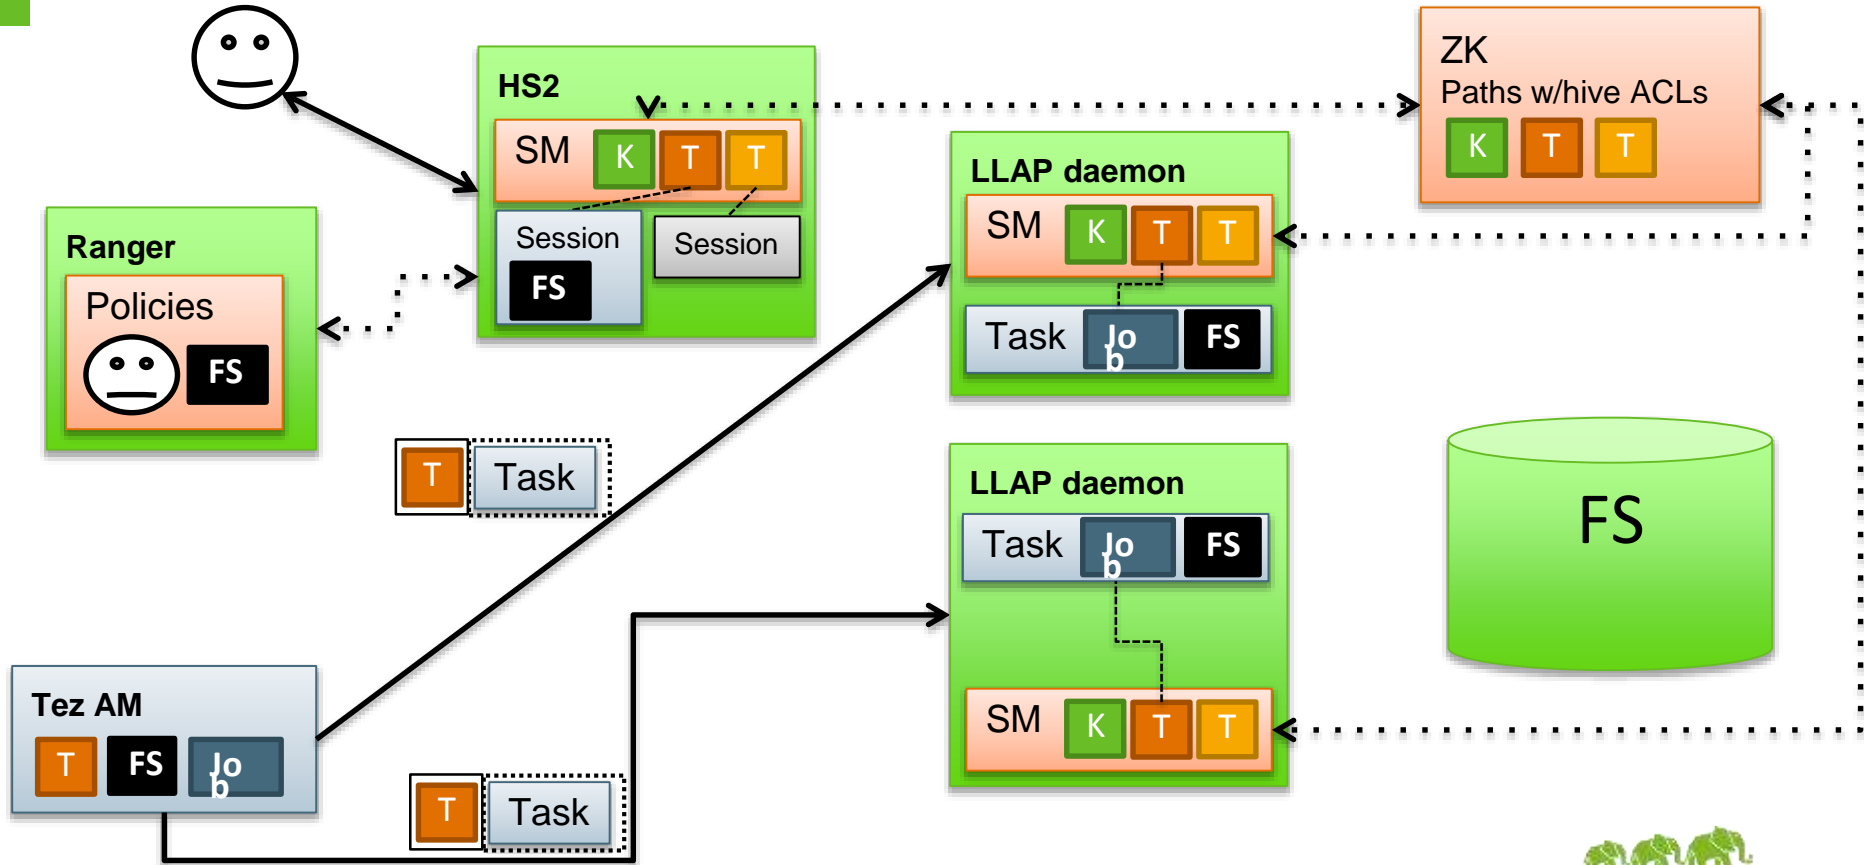 HS2
SM K T T
Session
FS
Session
ZK
Paths w/hive ACLs
K T T
Ranger
Policies
FS
LLAP daemon
SM K T T
Task Jo
b
FS
T Task
LLAP daemon
Task Jo
b
FS
SM K T T
FS
Tez AM
T FS Jo
b
T Task